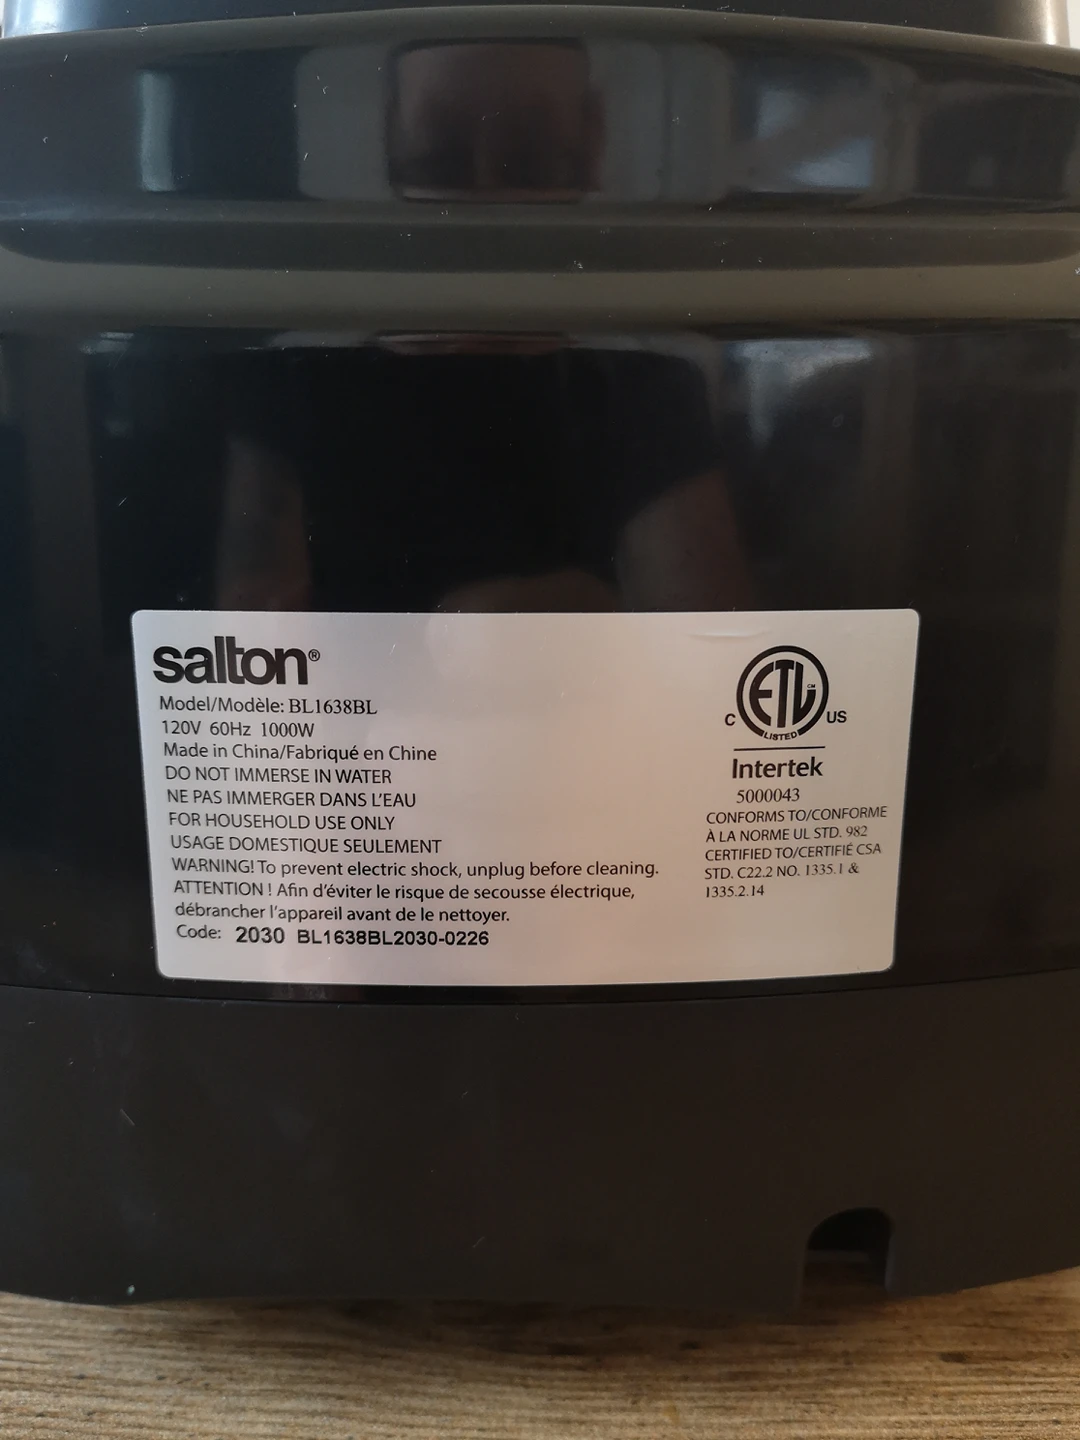 salton®
Model/Modèle: BL1638BL
120V 60Hz 1000W
Made in China/Fabriqué en Chine
DO NOT IMMERSE IN WATER
NE PAS IMMERGER DANS L'EAU
FOR HOUSEHOLD USE ONLY
USAGE DOMESTIQUE SEULEMENT
WARNING! To prevent electric shock, unplug before cleaning.
ATTENTION ! Afin d'éviter le risque de secousse électrique,
débrancher l'appareil avant de le nettoyer.
Code: 2030 BL1638BL2030-0226
ETL CM
C US
LISTED
Intertek
5000043
CONFORMS TO/CONFORME
À LA NORME UL STD. 982
CERTIFIED TO/CERTIFIÉ CSA
STD. C22.2 NO. 1335.1 &
1335.2.14